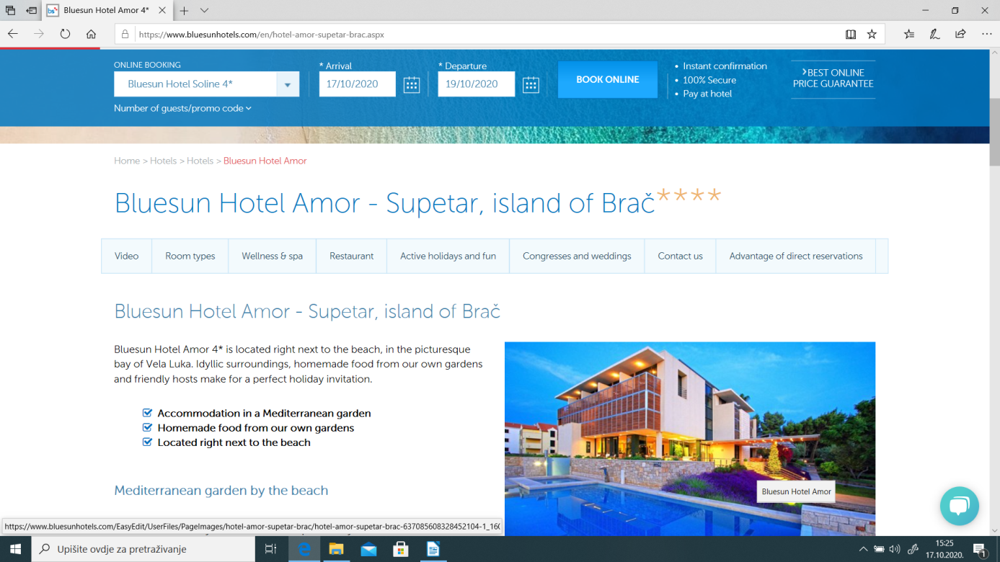 Bluesun Hotel Amor 4*
https://www.bluesunhotels.com/en/hotel-amor-supetar-brac.aspx
ONLINE BOOKING
Bluesun Hotel Soline 4*
Number of guests/promo code
* Arrival
17/10/2020
* Departure
19/10/2020
BOOK ONLINE
• Instant confirmation
• 100% Secure
• Pay at hotel
BEST ONLINE
PRICE GUARANTEE
Home > Hotels > Hotels > Bluesun Hotel Amor
Bluesun Hotel Amor - Supetar, island of Brač****
Video
Room types
Wellness & spa
Restaurant
Active holidays and fun
Congresses and weddings
Contact us
Advantage of direct reservations
Bluesun Hotel Amor - Supetar, island of Brač
Bluesun Hotel Amor 4* is located right next to the beach, in the picturesque
bay of Vela Luka. Idyllic surroundings, homemade food from our own gardens
and friendly hosts make for a perfect holiday invitation.
Accommodation in a Mediterranean garden
Homemade food from our own gardens
Located right next to the beach
Mediterranean garden by the beach
Bluesun Hotel Amor
https://www.bluesunhotels.com/EasyEdit/UserFiles/PageImages/hotel-amor-supetar-brac/hotel-amor-supetar-brac-637085608328452104-1_160
Upišite ovdje za pretraživanje
15:25
17.10.2020.
1